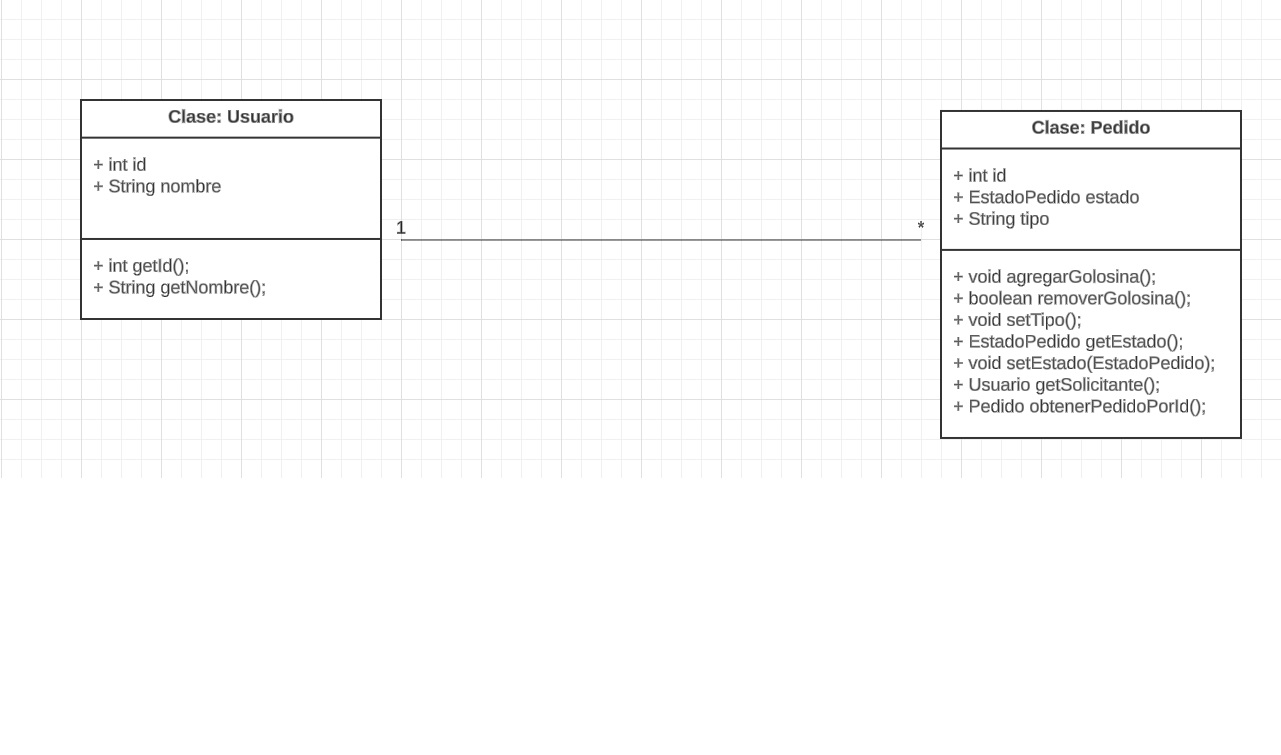 Clase: Usuario
+ int id
+ String nombre
+ int getId();
+ String getNombre();
1
*
Clase: Pedido
+ int id
+ EstadoPedido estado
+ String tipo
+ void agregarGolosina();
+ boolean removerGolosina();
+ void setTipo();
+ EstadoPedido getEstado();
+ void setEstado(EstadoPedido);
+ Usuario getSolicitante();
+ Pedido obtenerPedidoPorId();